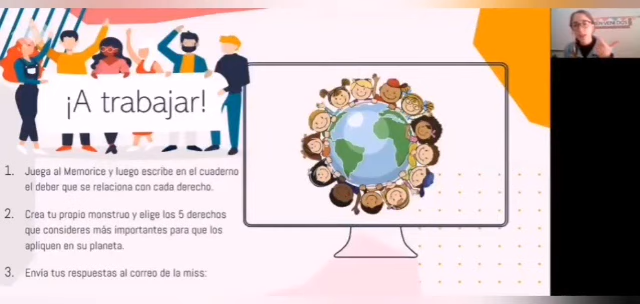 ¡A trabajar!
1. Juega al Memorice y luego escribe en el cuaderno
el deber que se relaciona con cada derecho.
2. Crea tu propio monstruo y elige los 5 derechos
que consideres más importantes para que los
apliquen en su planeta.
3. Envía tus respuestas al correo de la miss: